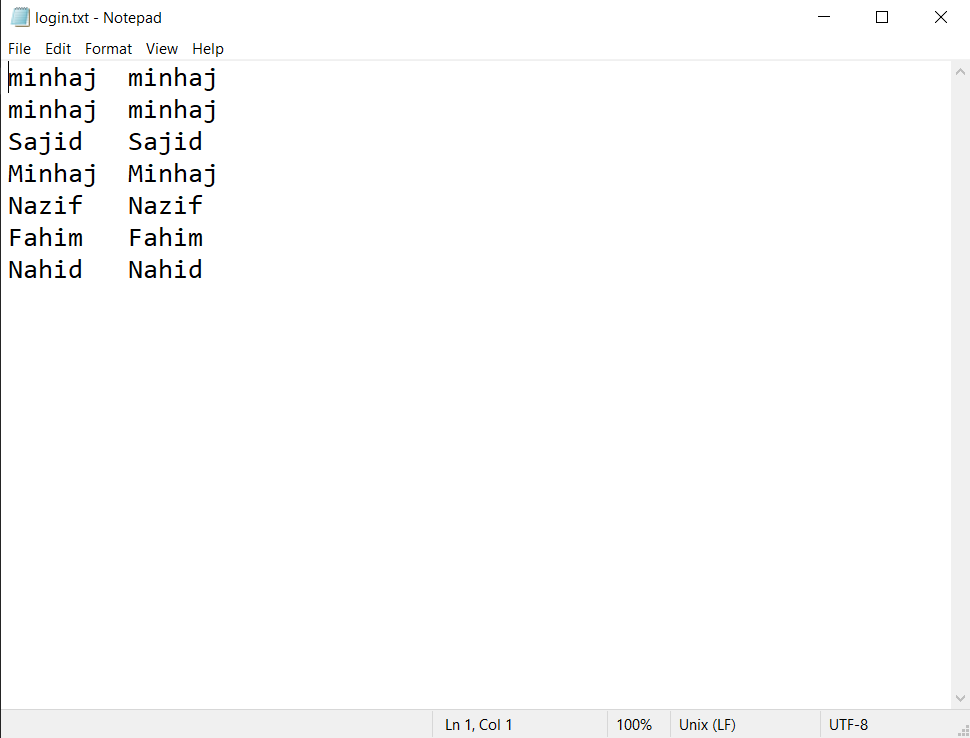 login.txt - Notepad
File Edit Format View Help
minhaj minhaj
minhaj minhaj
Sajid Sajid
Minhaj Minhaj
Nazif Nazif
Fahim Fahim
Nahid Nahid
Ln 1, Col 1 100% Unix (LF) UTF-8